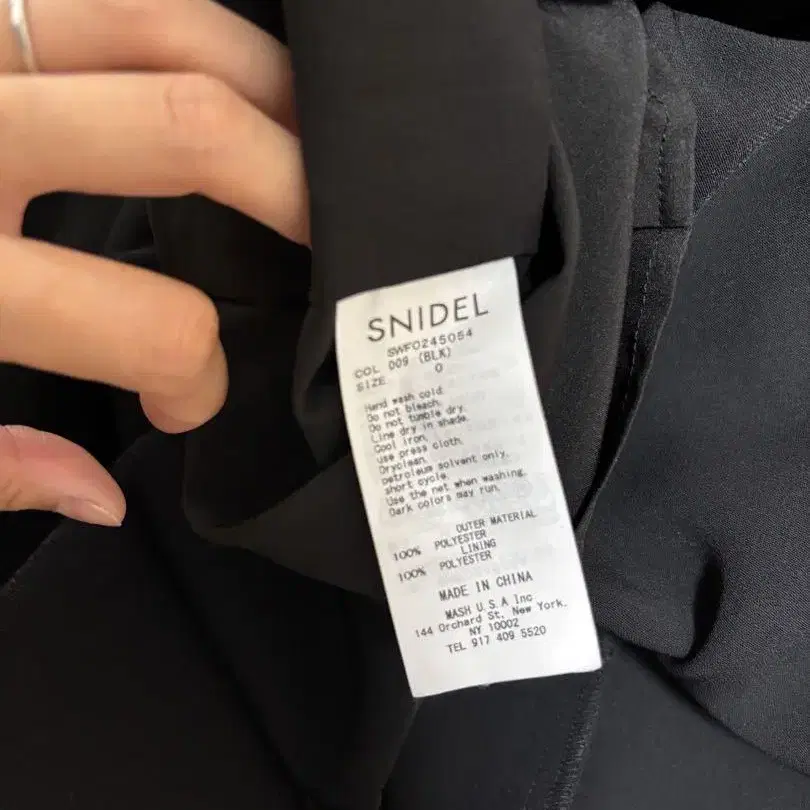 SNIDEL
SWFO245054
COL 009 (BLK)
SIZE 0
Hand wash cold.
Do not bleach.
Do not tumble dry.
Line dry in shade.
Cool iron.
use press cloth.
Dryclean.
petroleum solvent only.
short cycle.
Use the net when washing.
Dark colors may run.
OUTER MATERIAL
100% POLYESTER
LINING
100% POLYESTER
MADE IN CHINA
MASH U.S.A Inc
144 Orchard St, New York.
NY 10002
TEL 917 409 5520